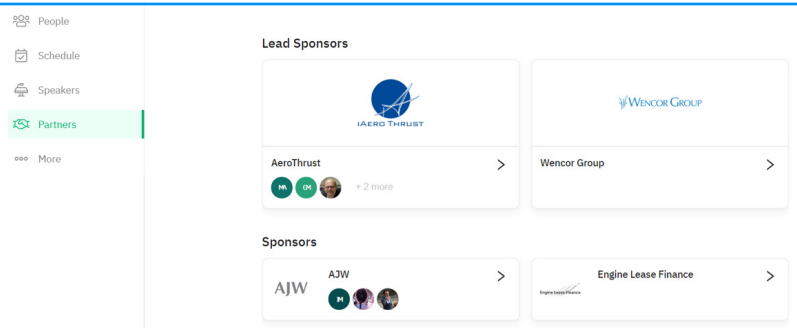 People
Schedule
Speakers
Partners
More
Lead Sponsors
IAERO THRUST
WENCOR GROUP
AeroThrust
MA CM + 2 more
Wencor Group
Sponsors
AJW
AJW
IM
Engine Lease Finance
Engine Lease Finance